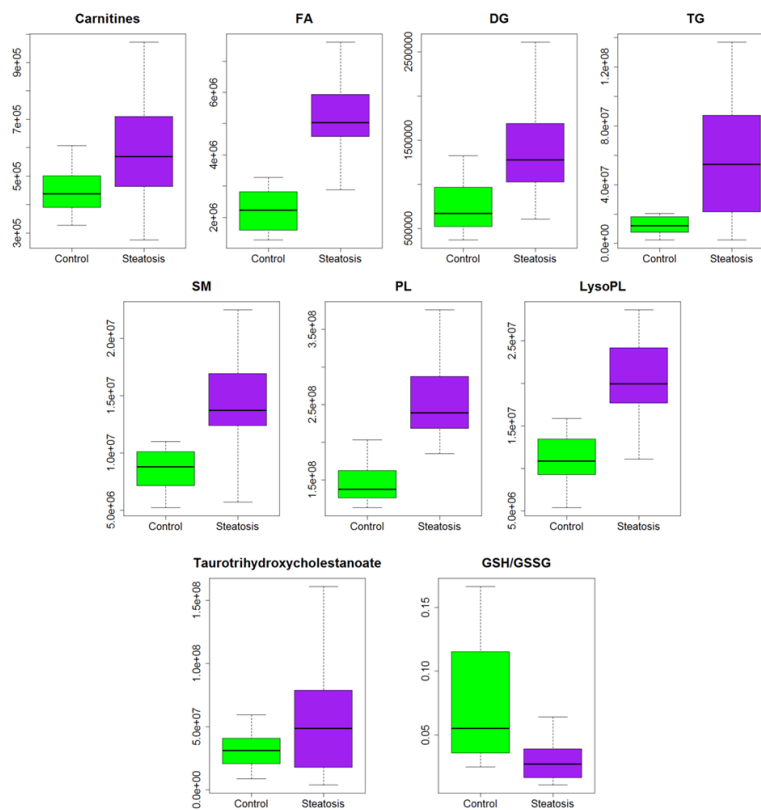 Carnitines
9e+05
7e+05
5e+05
3e+05
Control Steatosis
FA
6e+06
4e+06
2e+06
Control Steatosis
DG
2500000
1500000
500000
Control Steatosis
TG
1.2e+08
8.0e+07
4.0e+07
0.0e+00
Control Steatosis
SM
2.0e+07
1.5e+07
1.0e+07
5.0e+06
Control Steatosis
PL
3.5e+08
2.5e+08
1.5e+08
Control Steatosis
LysoPL
2.5e+07
1.5e+07
5.0e+06
Control Steatosis
Taurotrihydroxycholestanoate
1.5e+08
1.0e+08
5.0e+07
0.0e+00
Control Steatosis
GSH/GSSG
0.15
0.10
0.05
Control Steatosis